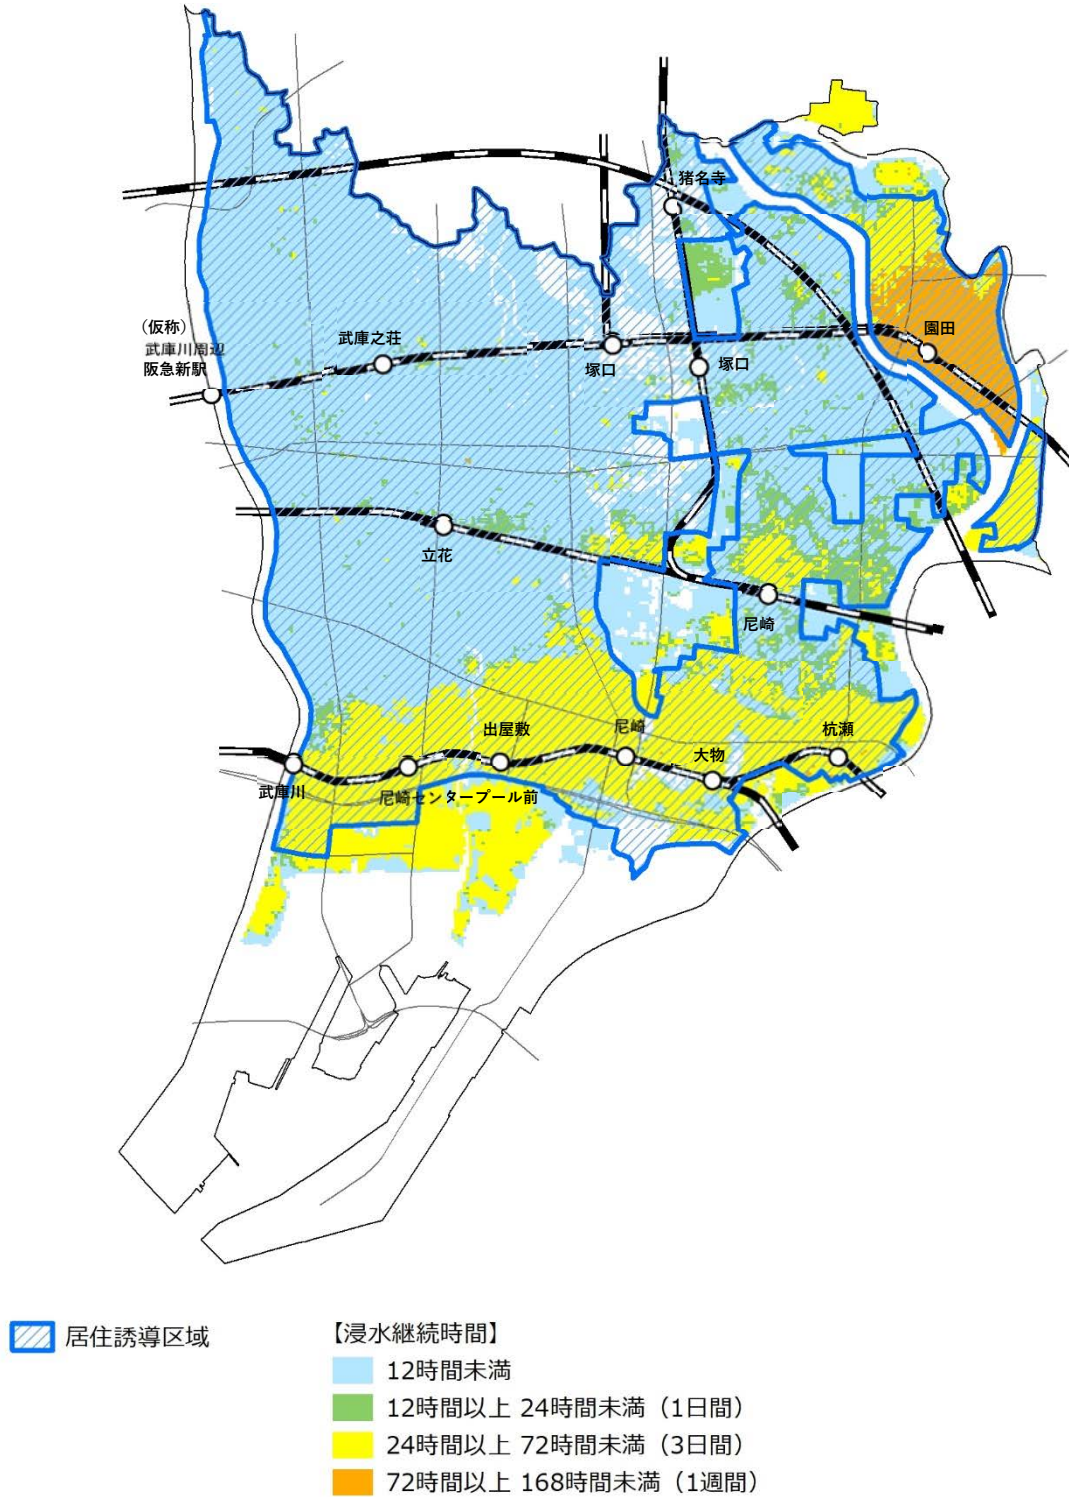 猪名寺
(仮称)
武庫川周辺
阪急新駅
武庫之荘
塚口
塚口
園田
立花
尼崎
出屋敷
尼崎
大物
杭瀬
武庫川
尼崎センタープール前
居住誘導区域
【浸水継続時間】
12時間未満
12時間以上 24時間未満（1日間）
24時間以上 72時間未満（3日間）
72時間以上 168時間未満（1週間）